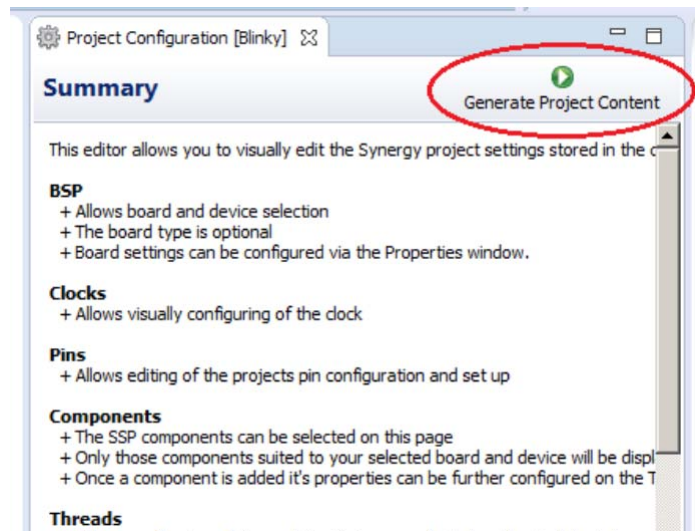 Project Configuration [Blinky]
Summary
Generate Project Content
This editor allows you to visually edit the Synergy project settings stored in the
BSP
+ Allows board and device selection
+ The board type is optional
+ Board settings can be configured via the Properties window.
Clocks
+ Allows visually configuring of the clock
Pins
+ Allows editing of the projects pin configuration and set up
Components
+ The SSP components can be selected on this page
+ Only those components suited to your selected board and device will be displ
+ Once a component is added it's properties can be further configured on the T
Threads